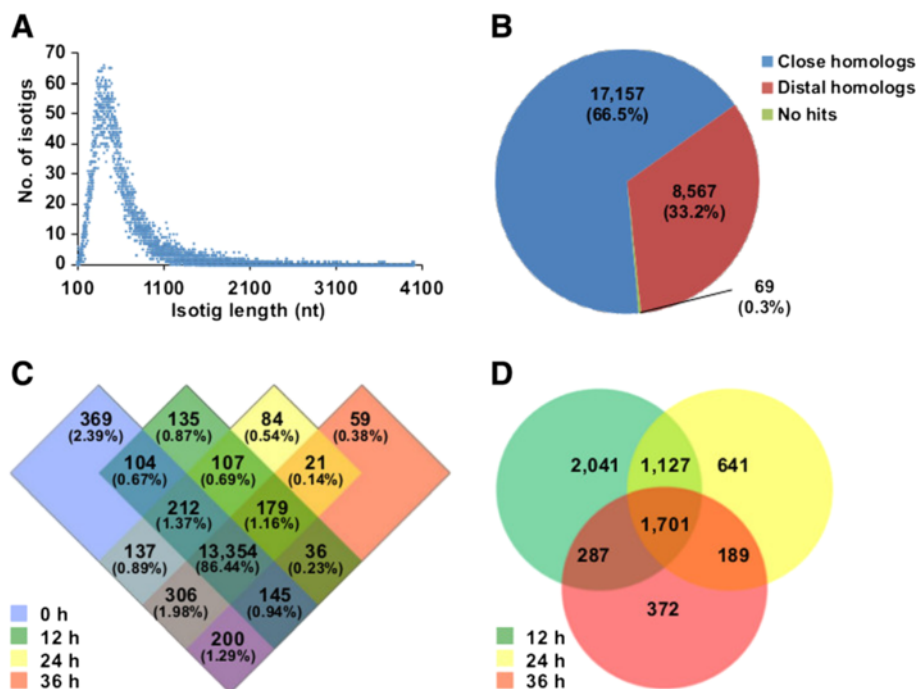 A
No. of isotigs
70
60
50
40
30
20
10
0
100 1100 2100 3100 4100
Isotig length (nt)
B
17,157
(66.5%)
8,567
(33.2%)
69
(0.3%)
Close homologs
Distal homologs
No hits
C
369
(2.39%)
135
(0.87%)
84
(0.54%)
59
(0.38%)
104
(0.67%)
107
(0.69%)
21
(0.14%)
212
(1.37%)
179
(1.16%)
137
(0.89%)
13,354
(86.44%)
36
(0.23%)
306
(1.98%)
145
(0.94%)
200
(1.29%)
0 h
12 h
24 h
36 h
D
2,041 1,127 641
1,701
287 189
372
12 h
24 h
36 h